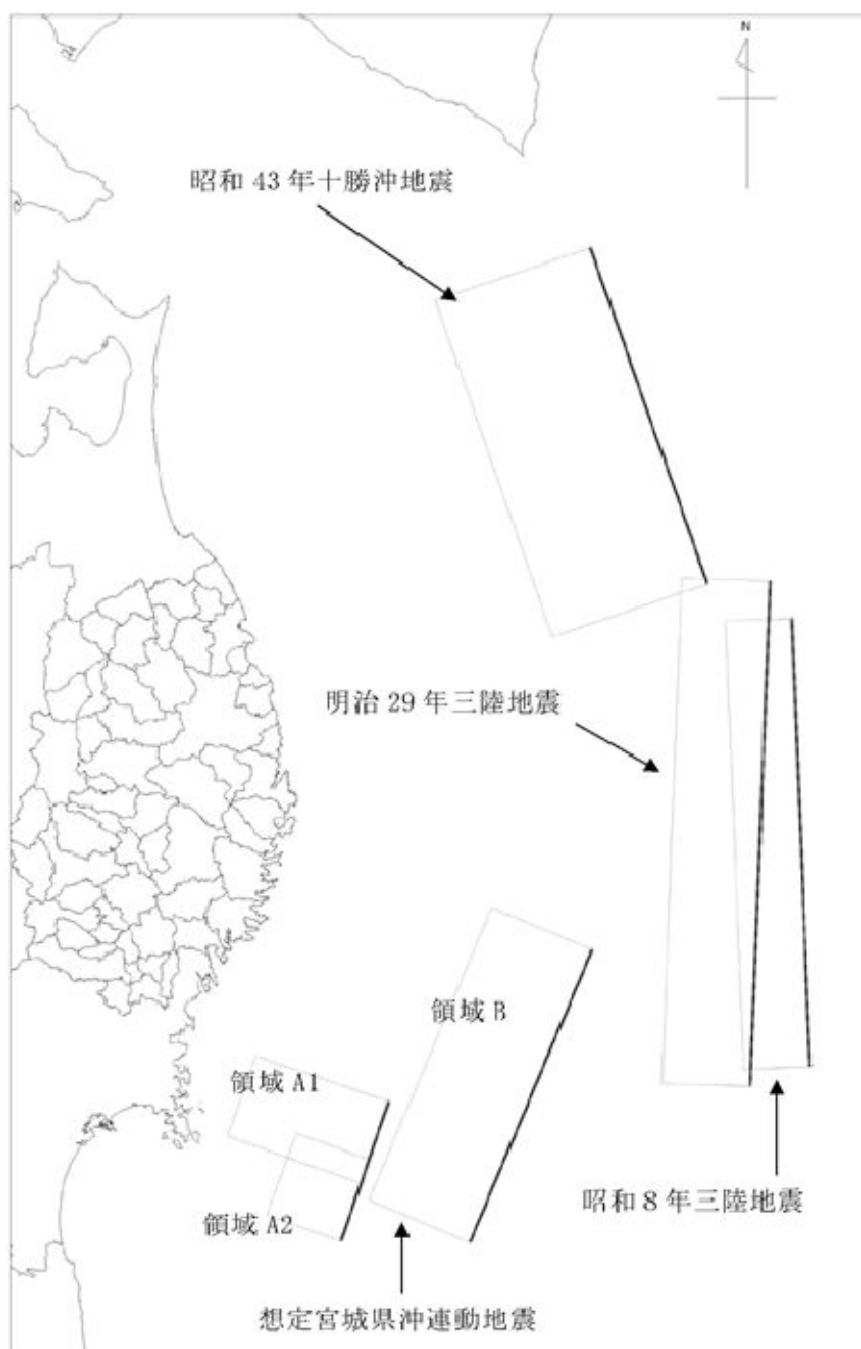 N
昭和 43 年十勝沖地震
明治 29 年三陸地震
領域 B
領域 A1
昭和 8 年三陸地震
領域 A2
想定宮城県沖連動地震